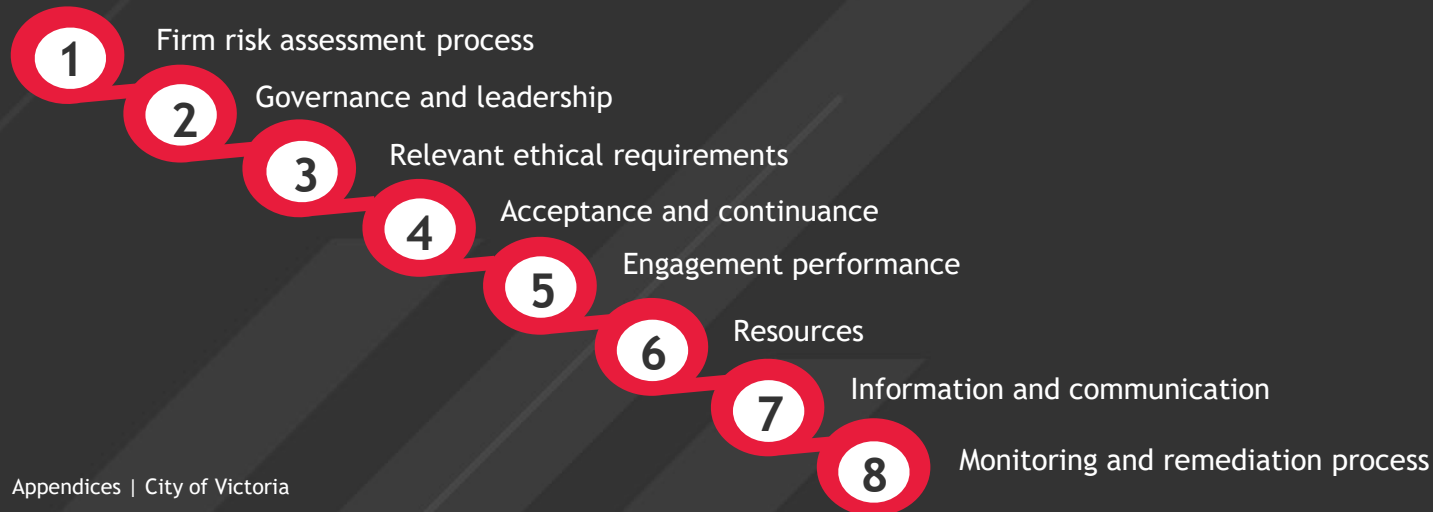 1 Firm risk assessment process
2 Governance and leadership
3 Relevant ethical requirements
4 Acceptance and continuance
5 Engagement performance
6 Resources
7 Information and communication
8 Monitoring and remediation process
Appendices | City of Victoria